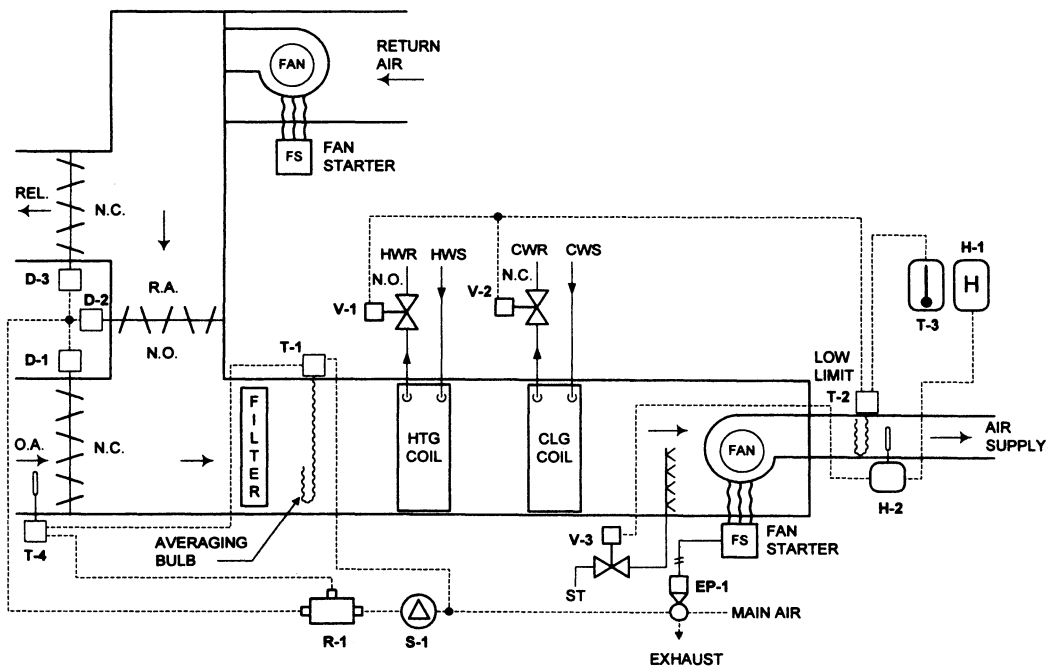 FAN
RETURN
AIR
FS
FAN
STARTER
REL.
N.C.
D-3
D-2
R.A.
N.O.
D-1
HWR
HWS
N.O.
V-1
CWR
CWS
N.C.
V-2
H-1
H
T-3
T-1
LOW
LIMIT
T-2
O.A.
N.C.
FILTER
HTG
COIL
CLG
COIL
FAN
AIR
SUPPLY
H-2
T-4
AVERAGING
BULB
V-3
ST
FS
FAN
STARTER
EP-1
MAIN AIR
R-1
S-1
EXHAUST